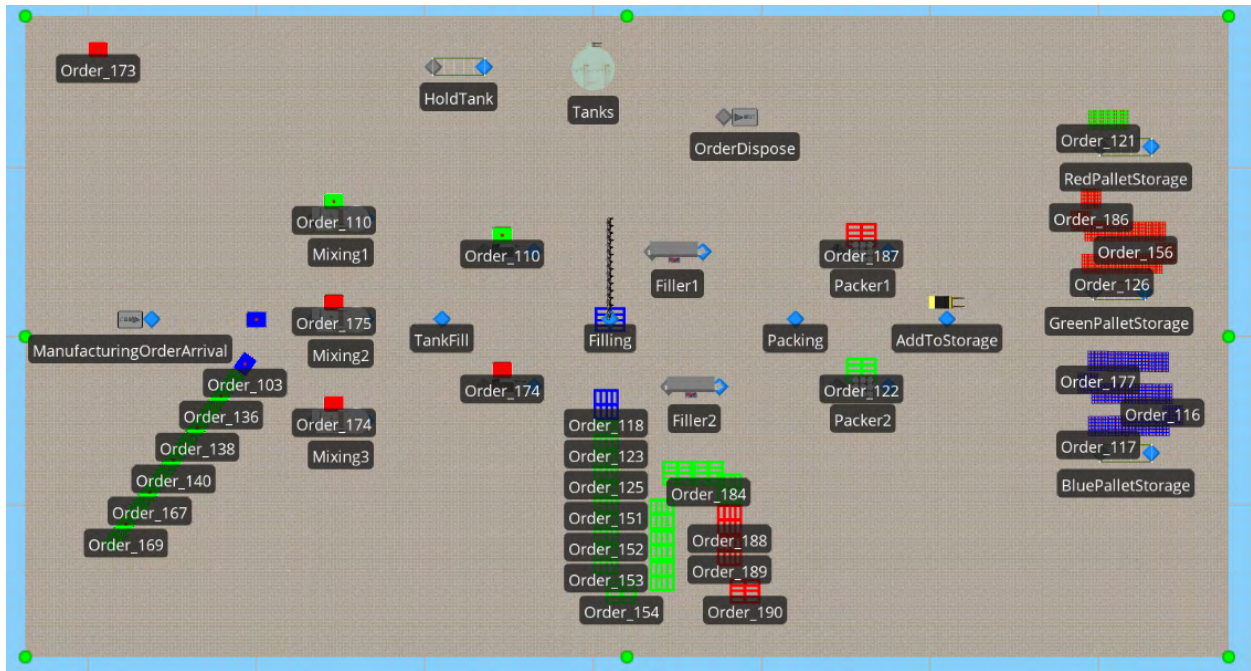 Order_173
HoldTank
Tanks
OrderDispose
Order_121
RedPalletStorage
Order_110
Mixing1
Order_110
Filler1
Order_187
Packer1
Order_186
Order_156
Order_126
GreenPalletStorage
ManufacturingOrderArrival
Order_175
Mixing2
TankFill
Filling
Packing
AddToStorage
Order_103
Order_136
Order_138
Order_140
Order_167
Order_169
Order_174
Mixing3
Order_174
Order_118
Order_123
Order_125
Order_151
Order_152
Order_153
Order_154
Filler2
Order_184
Order_188
Order_189
Order_190
Order_122
Packer2
Order_177
Order_116
Order_117
BluePalletStorage